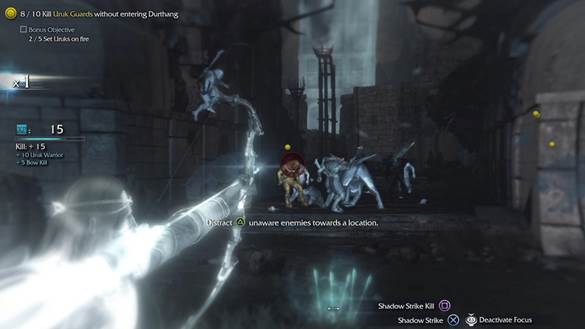 8 / 10 Kill Uruk Guards without entering Durthang
Bonus Objective
2 / 5 Set Uruks on fire
x 1
: 15
Kill: + 15
+ 10 Uruk Warrior
+ 5 Bow Kill
Distract unaware enemies towards a location.
Shadow Strike Kill
Shadow Strike Deactivate Focus